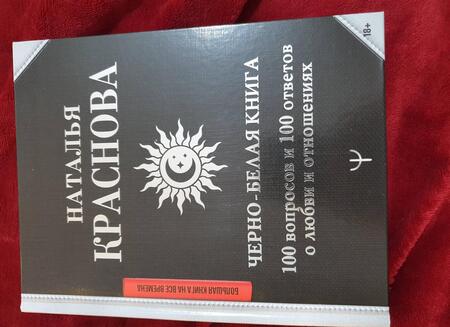 НАТАЛЬЯ
КРАСНОВА
ЧЕРНО-БЕЛАЯ КНИГА
100 вопросов и 100 ответов
о любви и отношениях
БОЛЬШАЯ КНИГА НА ВСЕ ВРЕМЕНА
18+